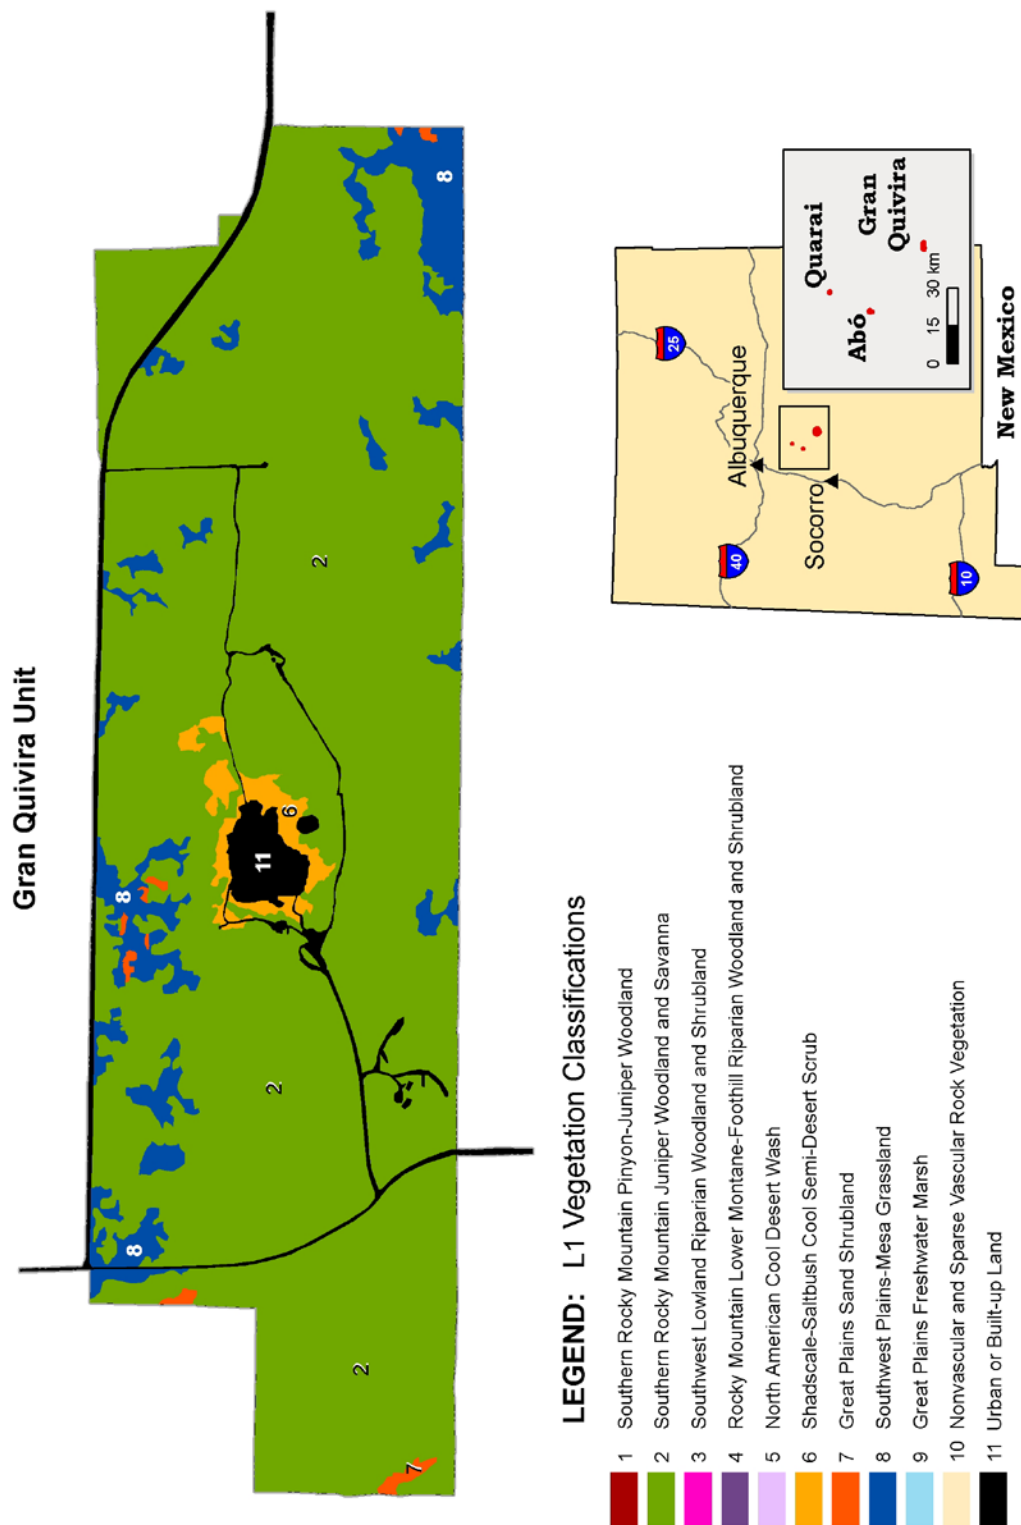 Gran Quivira Unit
8
8
8
2
2
2
6
11
7
LEGEND: L1 Vegetation Classifications
1 Southern Rocky Mountain Pinyon-Juniper Woodland
2 Southern Rocky Mountain Juniper Woodland and Savanna
3 Southwest Lowland Riparian Woodland and Shrubland
4 Rocky Mountain Lower Montane-Foothill Riparian Woodland and Shrubland
5 North American Cool Desert Wash
6 Shadscale-Saltbush Cool Semi-Desert Scrub
7 Great Plains Sand Shrubland
8 Southwest Plains-Mesa Grassland
9 Great Plains Freshwater Marsh
10 Nonvascular and Sparse Vascular Rock Vegetation
11 Urban or Built-up Land
40
25
10
Albuquerque
Socorro
Quarai
Abó
Gran
Quivira
0 15 30 km
New Mexico